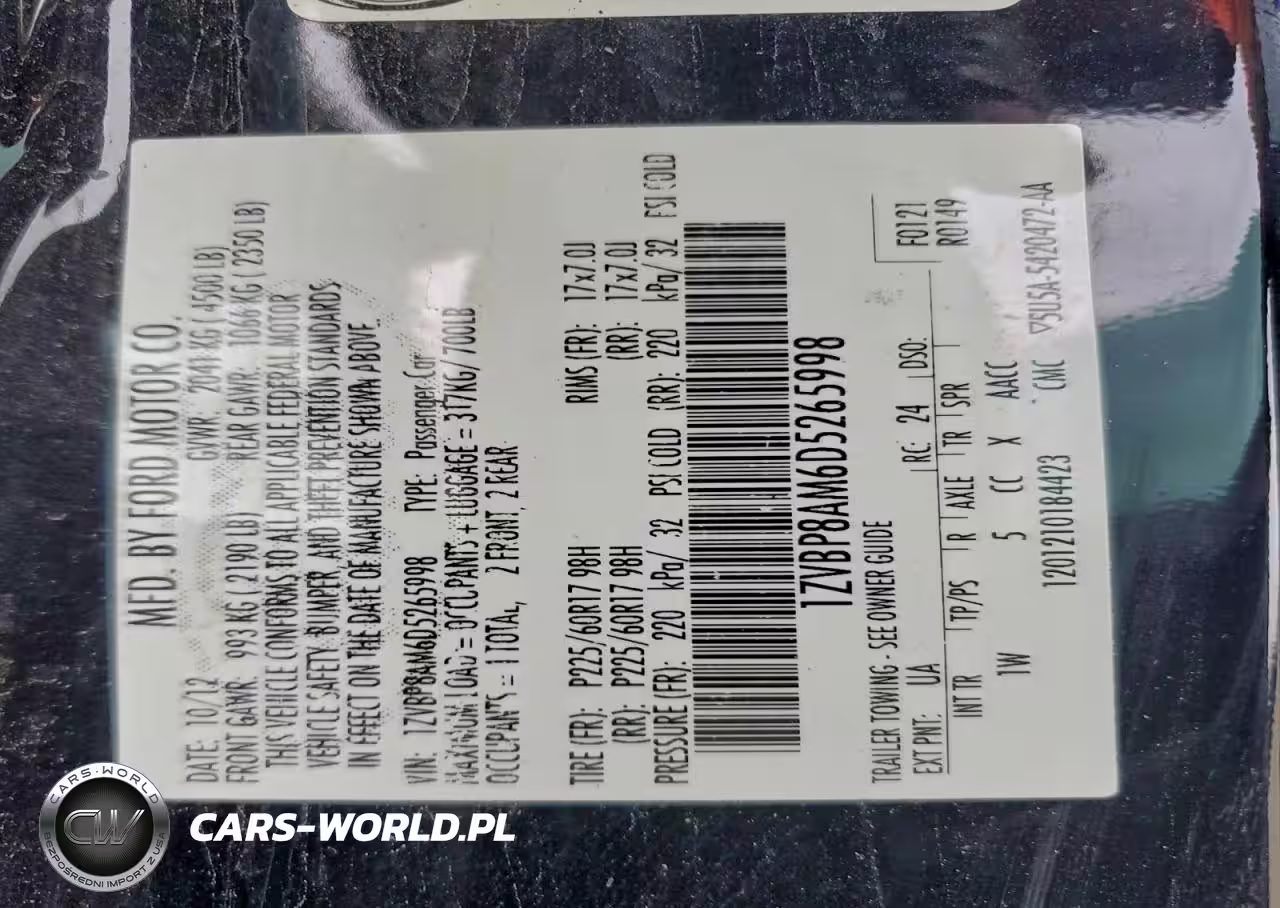 MFD. BY FORD MOTOR CO.
DATE: 10/12 GVWR: 2041 KG ( 4500 LB)
FRONT GAWR: 993 KG ( 2190 LB) REAR GAWR: 1066 KG ( 2350 LB)
THIS VEHICLE CONFORMS TO ALL APPLICABLE FEDERAL MOTOR
VEHICLE SAFETY, BUMPER, AND THEFT PREVENTION STANDARDS
IN EFFECT ON THE DATE OF MANUFACTURE SHOWN ABOVE.
VIN: 1ZVBP8AM6D5265998 TYPE: Passenger Car
MAXIMUM LOAD = OCCUPANTS + LUGGAGE = 317KG/700LB
OCCUPANTS = TOTAL, 2 FRONT, 2 REAR
TIRE (FR): P225/60R17 98H RIMS (FR): 17x7.0J
(RR): P225/60R17 98H (RR): 17x7.0J
PRESSURE (FR): 220 kPa/ 32 PSI COLD (RR): 220 kPa/ 32 PSI COLD
1ZVBP8AM6D5265998
TRAILER TOWING - SEE OWNER GUIDE
EXT PNT: UA RC: 24 DSO: F0121
R0149
INT TR TP/PS R AXLE TR SPR
1W 5 CC X AACC
1201210184423 CMC ▽5U5A-5420472-AA
CARS-WORLD
CW
BEZPOŚREDNI IMPORT Z USA
CARS-WORLD.PL